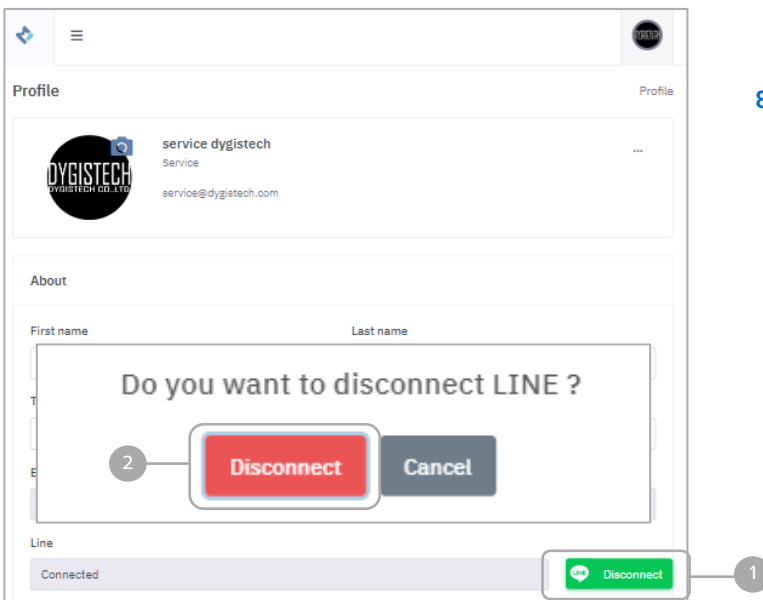 DYGISTECH
Profile
Profile
DYGISTECH
DYGISTECH CO.,LTD
service dygistech
Service
...
service@dygistech.com
About
First name
Last name
Do you want to disconnect LINE ?
2
Disconnect
Cancel
Line
Connected
LINE
Disconnect
1